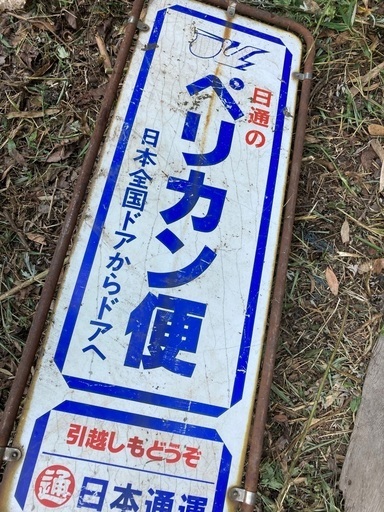 日通の
ペリカン便
日本全国ドアからドアへ
引越しもどうぞ
通 日本通運